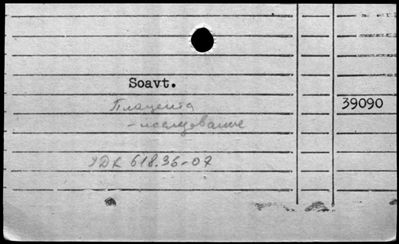 Soavt.
Плацента 39090
- исследование
УДК 618.36-07